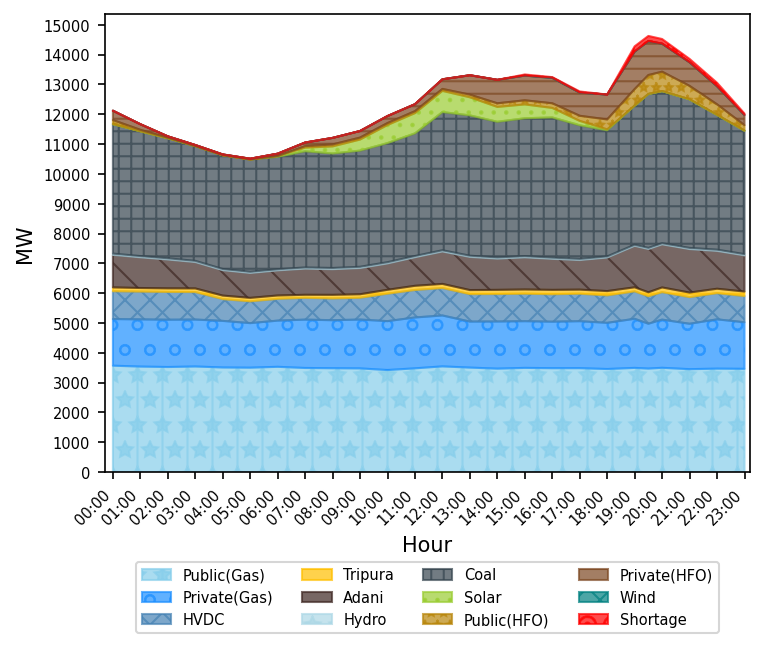 15000
14000
13000
12000
11000
10000
9000
8000
7000
6000
5000
4000
3000
2000
1000
0
MW
00:00 01:00 02:00 03:00 04:00 05:00 06:00 07:00 08:00 09:00 10:00 11:00 12:00 13:00 14:00 15:00 16:00 17:00 18:00 19:00 20:00 21:00 22:00 23:00
Hour
Public(Gas) Tripura Coal Private(HFO)
Private(Gas) Adani Solar Wind
HVDC Hydro Public(HFO) Shortage